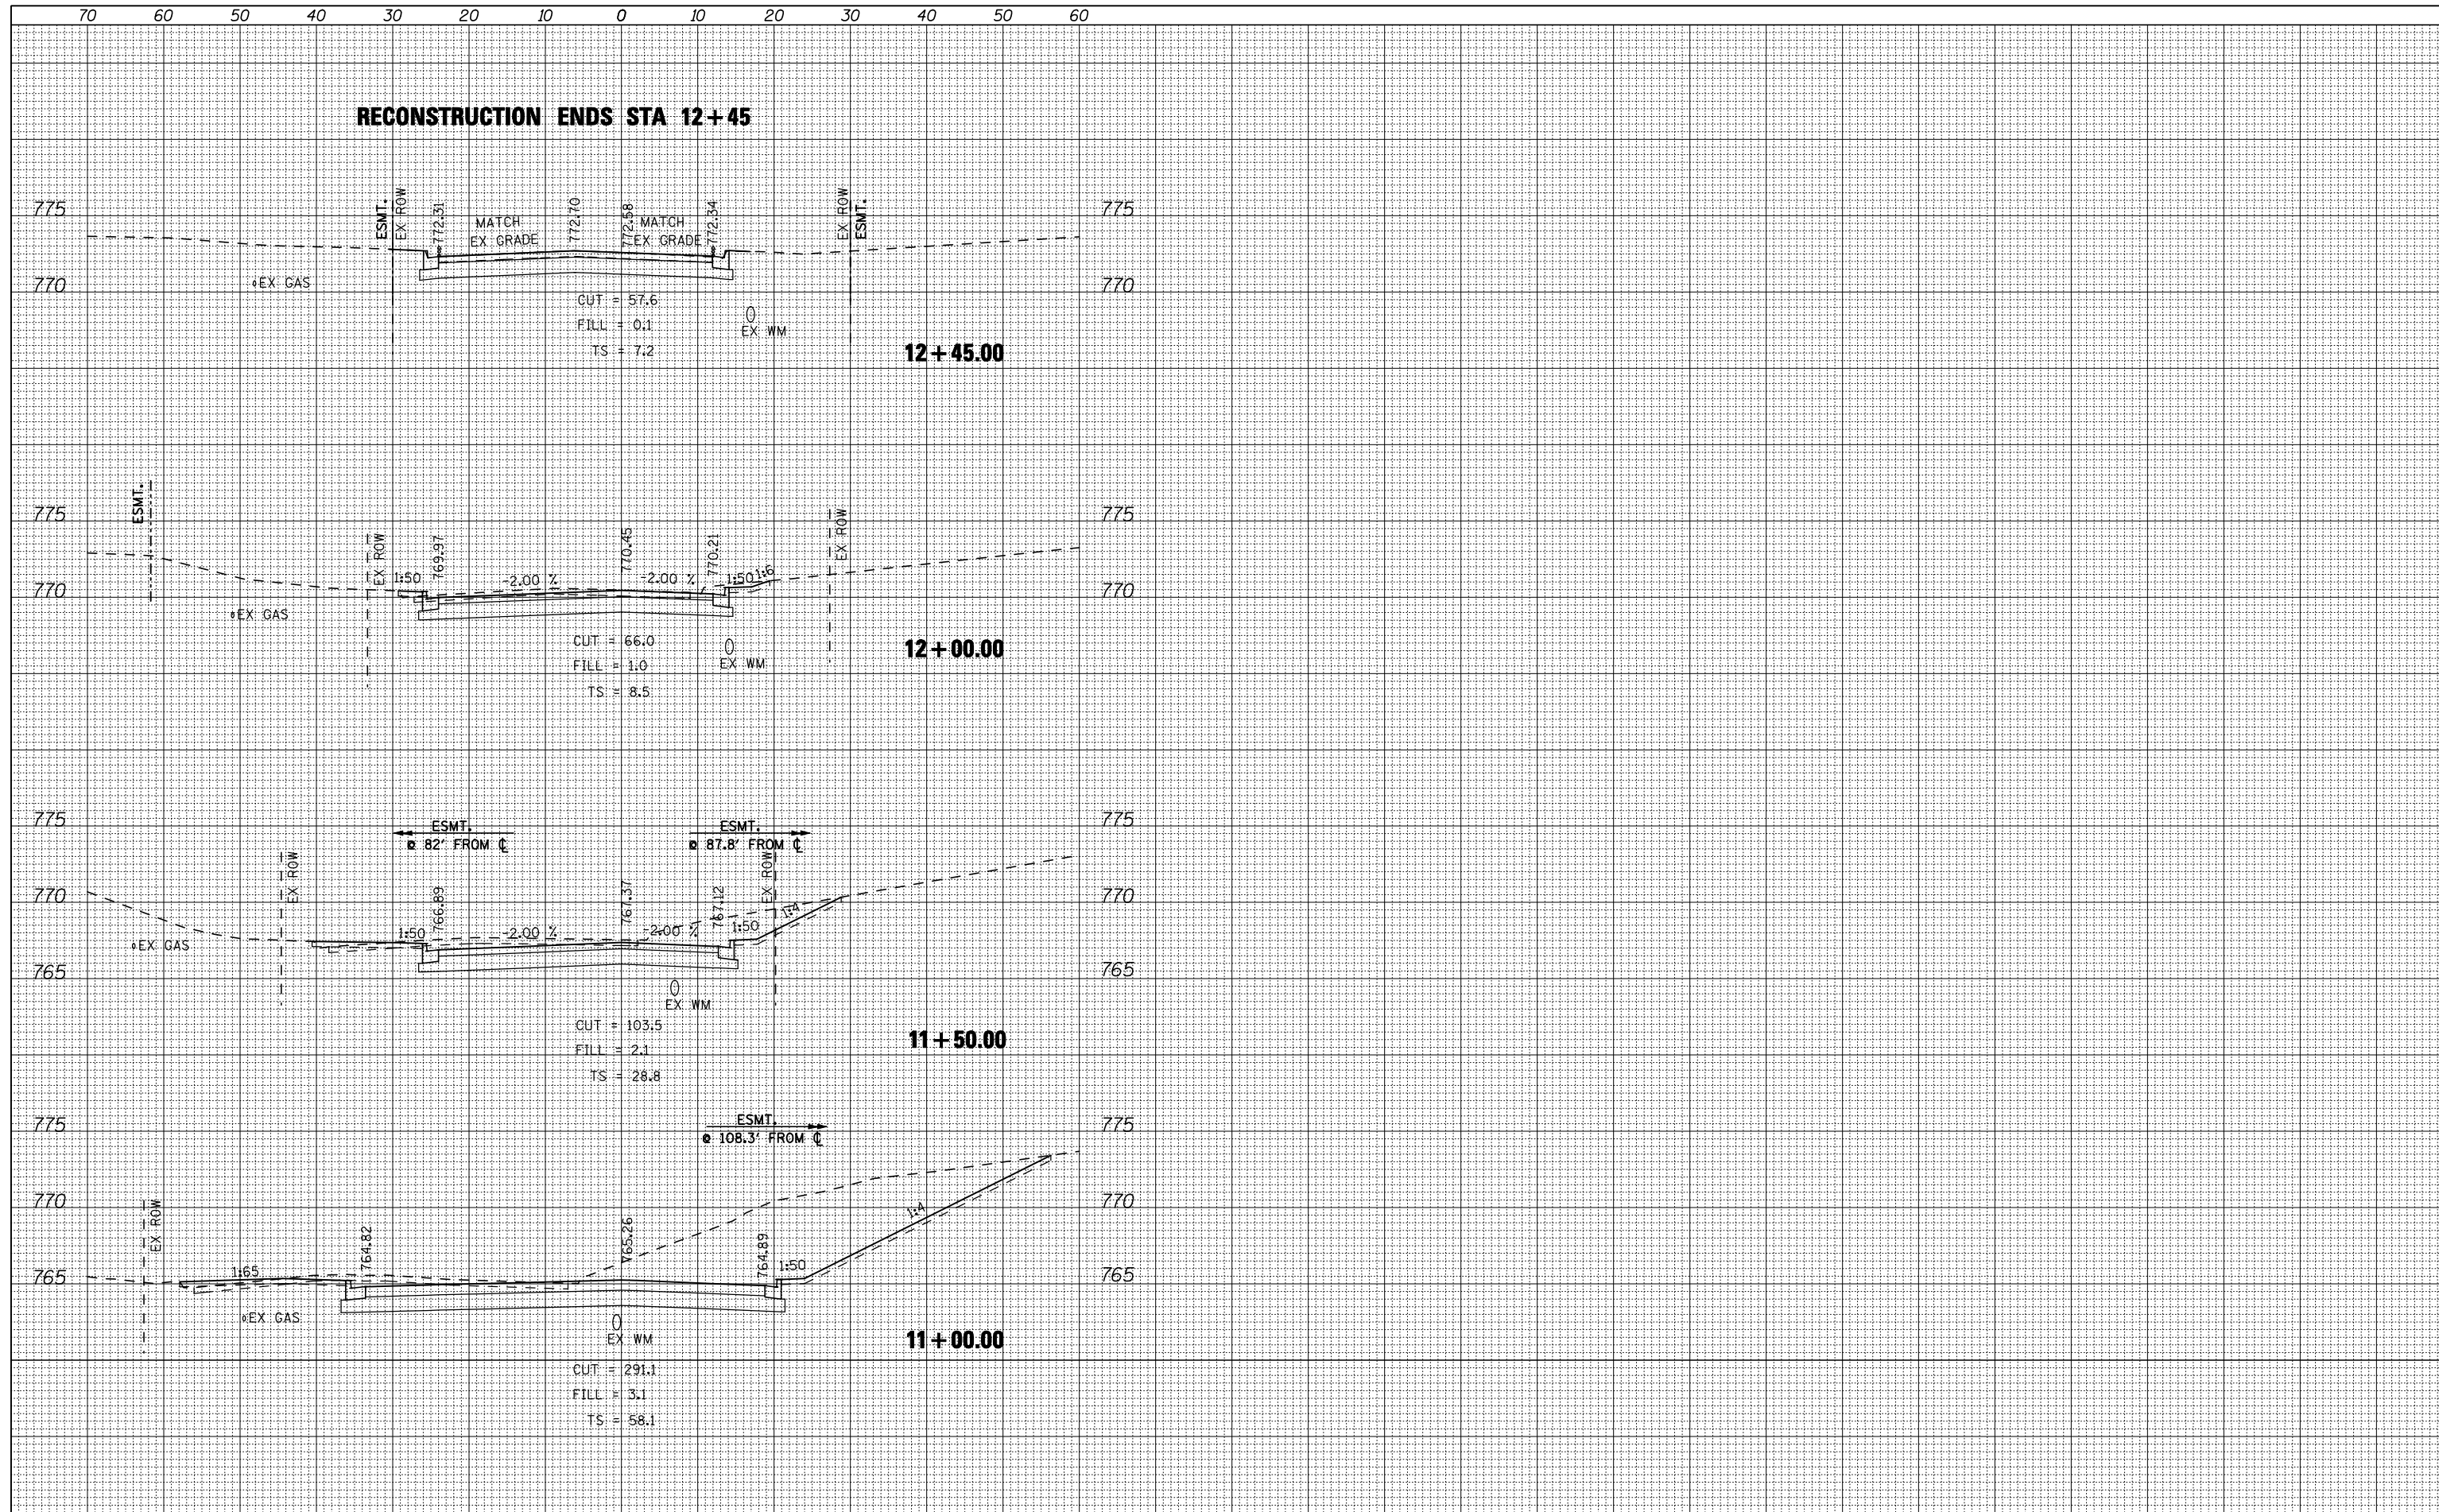 70 60 50 40 30 20 10 0 10 20 30 40 50 60
RECONSTRUCTION ENDS STA 12+45
775 ESMT. EX ROW 772.31 MATCH EX GRADE 772.70 772.58 MATCH EX GRADE 772.34 EX ROW ESMT. 775
770 EX GAS 770
CUT = 57.6
FILL = 0.1
EX WM
TS = 7.2
12+45.00
ESMT.
775 775
EX ROW 769.97 770.45 770.21 EX ROW
770 1:50 -2.00 % -2.00 % 1:50 1:6 770
EX GAS
CUT = 66.0
FILL = 1.0
EX WM
TS = 8.5
12+00.00
775 ESMT. ESMT. 775
@ 82' FROM ℄ @ 87.8' FROM ℄
EX ROW 766.89 767.37 767.12 EX ROW
770 1:4 770
1:50 -2.00 % -2.00 % 1:50
EX GAS
765 765
EX WM
CUT = 103.5
FILL = 2.1
TS = 28.8
11+50.00
775 ESMT. 775
@ 108.3' FROM ℄
770 1:4 770
EX ROW 764.82 765.26 764.89
765 1:65 1:50 765
EX GAS
EX WM
11+00.00
CUT = 291.1
FILL = 3.1
TS = 58.1